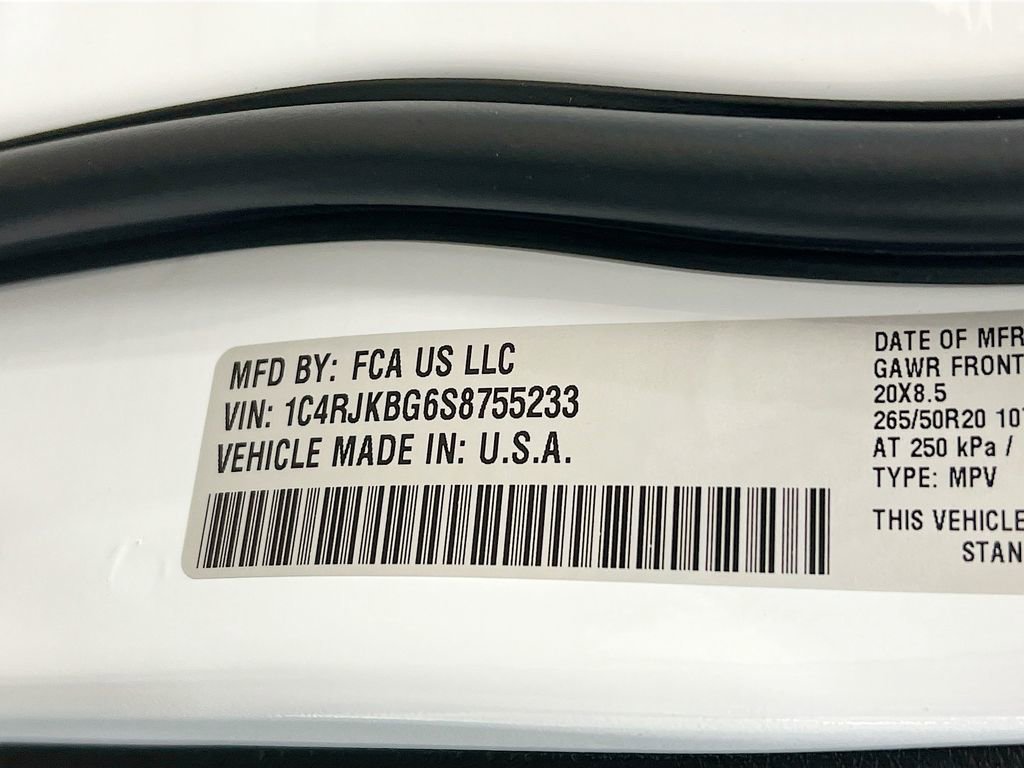 MFD BY: FCA US LLC
VIN: 1C4RJKBG6S8755233
VEHICLE MADE IN: U.S.A.
DATE OF MFR
GAWR FRONT
20X8.5
265/50R20 10
AT 250 kPa /
TYPE: MPV
THIS VEHICLE
STAN